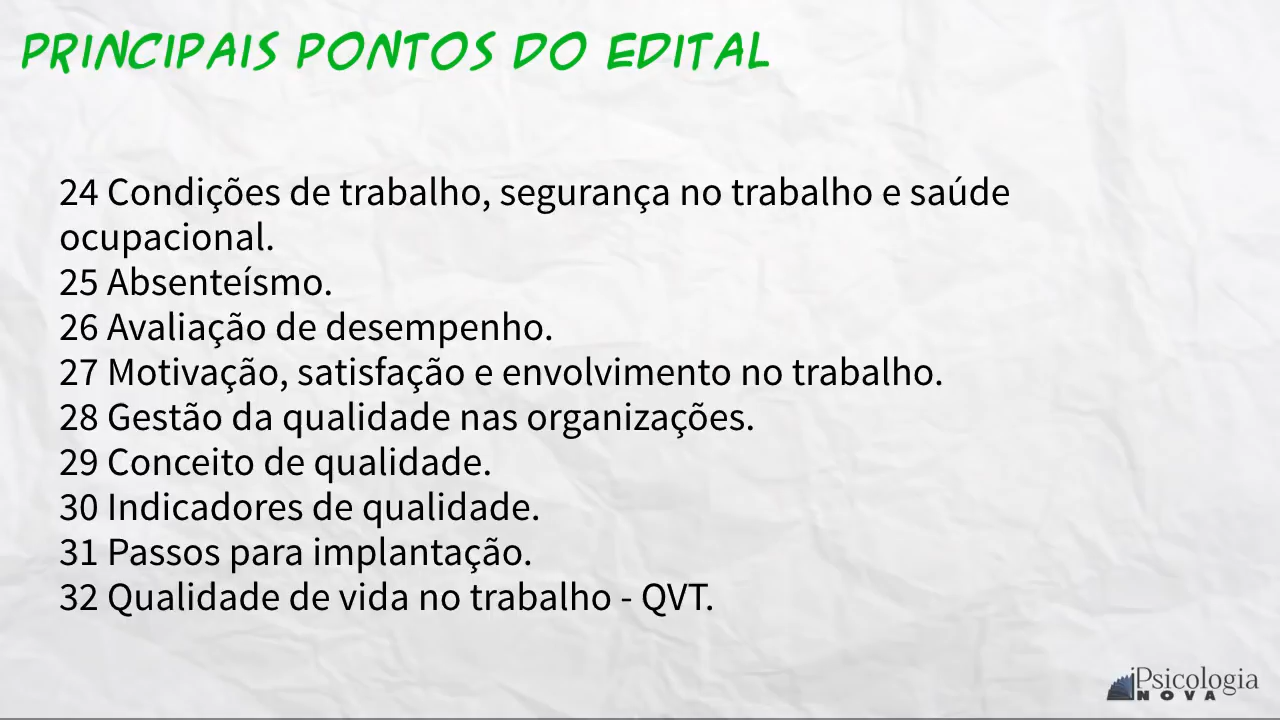 PRINCIPAIS PONTOS DO EDITAL
24 Condições de trabalho, segurança no trabalho e saúde
ocupacional.
25 Absenteísmo.
26 Avaliação de desempenho.
27 Motivação, satisfação e envolvimento no trabalho.
28 Gestão da qualidade nas organizações.
29 Conceito de qualidade.
30 Indicadores de qualidade.
31 Passos para implantação.
32 Qualidade de vida no trabalho - QVT.
Psicologia
NOVA